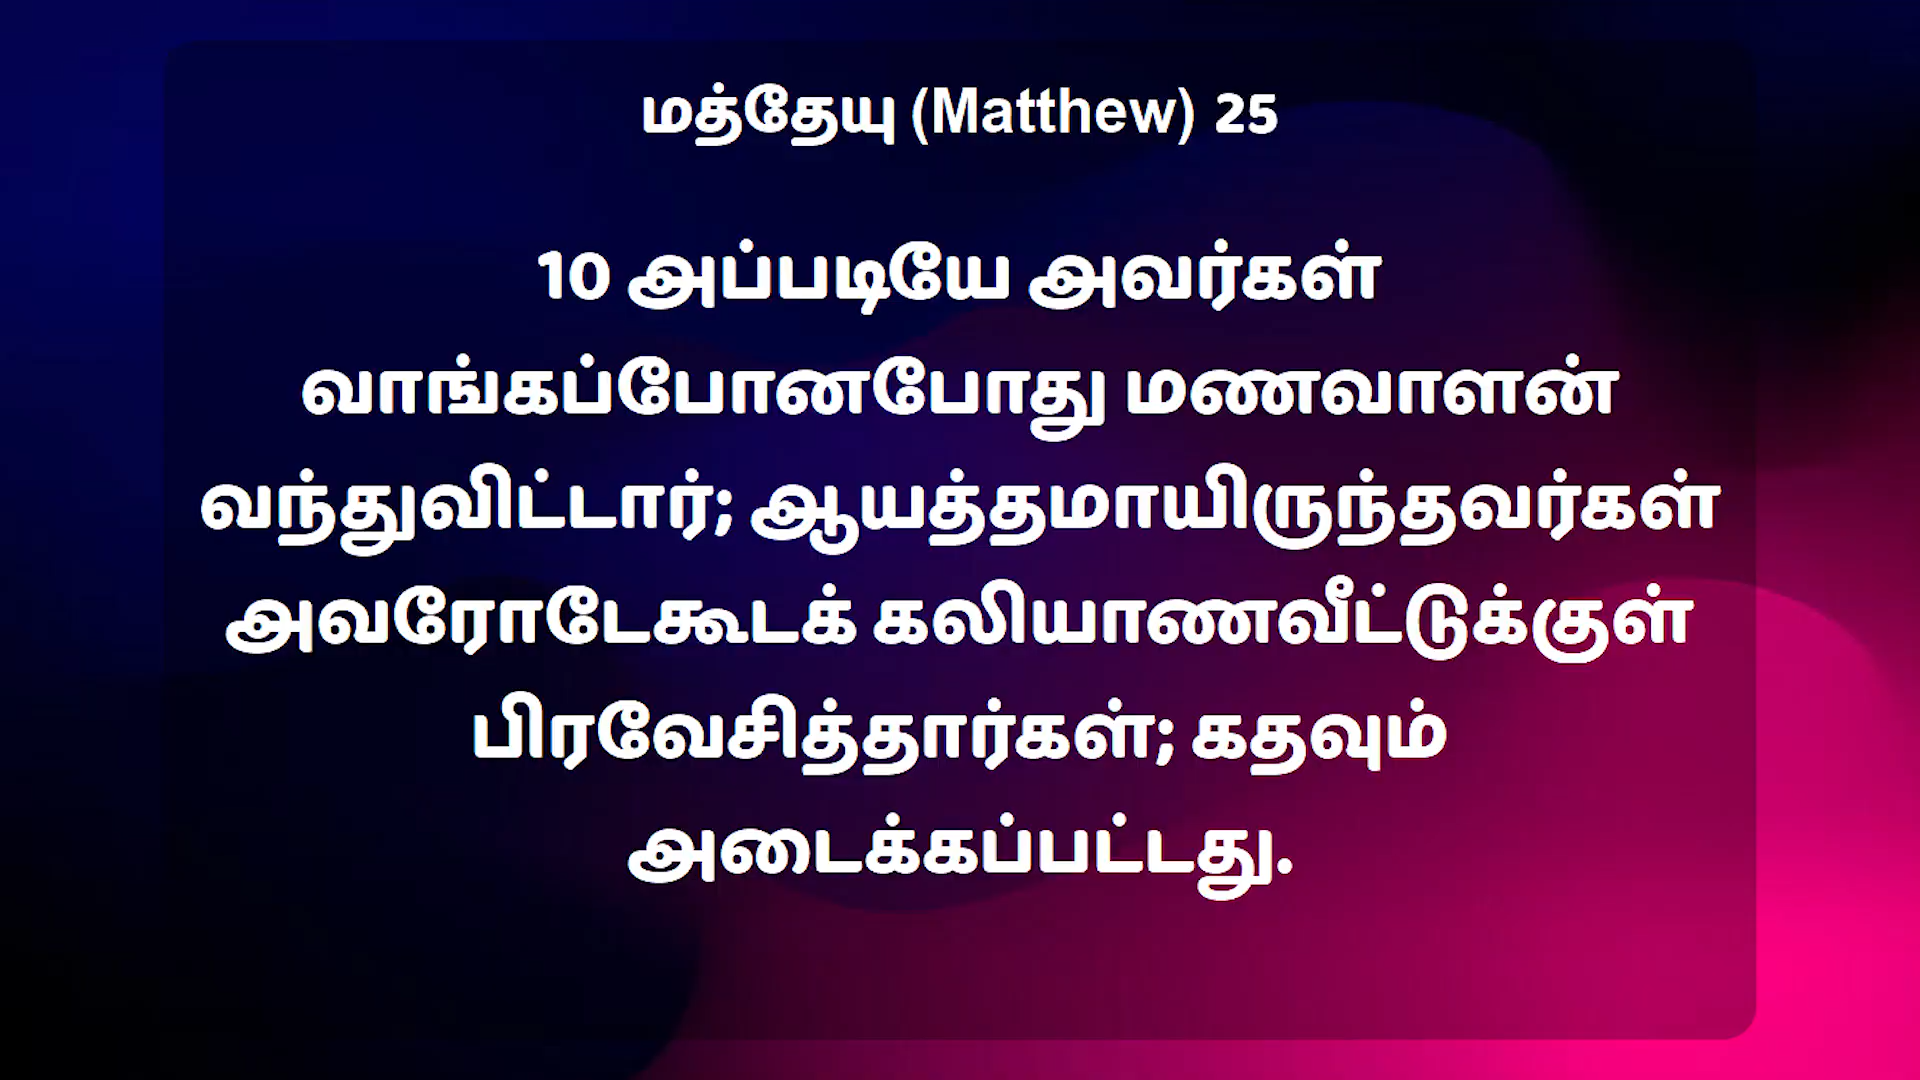 மத்தேயு (Matthew) 25
10 அப்படியே அவர்கள்
வாங்கப்போனபோது மணவாளன்
வந்துவிட்டார்; ஆயத்தமாயிருந்தவர்கள்
அவரோடேகூடக் கலியாணவீட்டுக்குள்
பிரவேசித்தார்கள்; கதவும்
அடைக்கப்பட்டது.